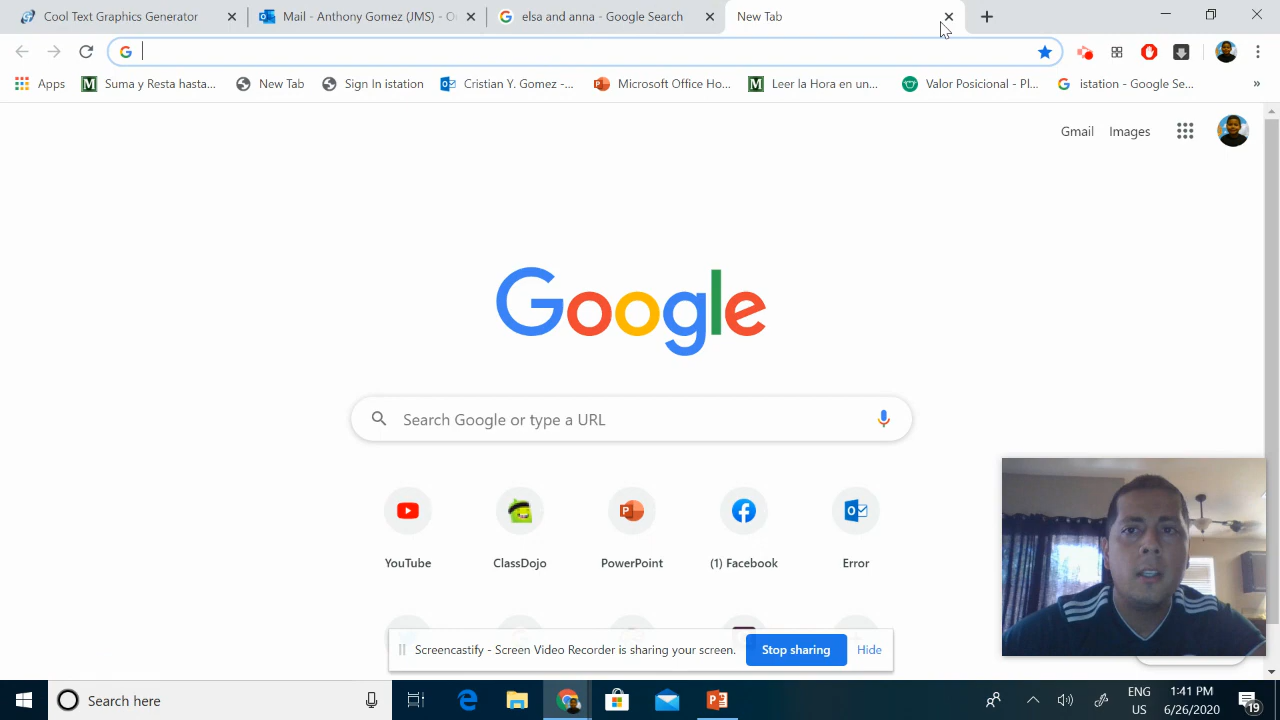 Cool Text Graphics Generator
Mail - Anthony Gomez (JMS) - O
elsa and anna - Google Search
New Tab
Apps
Suma y Resta hasta...
New Tab
Sign In istation
Cristian Y. Gomez -...
Microsoft Office Ho...
Leer la Hora en un...
Valor Posicional - Pl...
istation - Google Se...
»
Gmail
Images
Google
Search Google or type a URL
YouTube
ClassDojo
PowerPoint
(1) Facebook
Error
Screencastify - Screen Video Recorder is sharing your screen.
Stop sharing
Hide
Search here
ENG
US
1:41 PM
6/26/2020
19